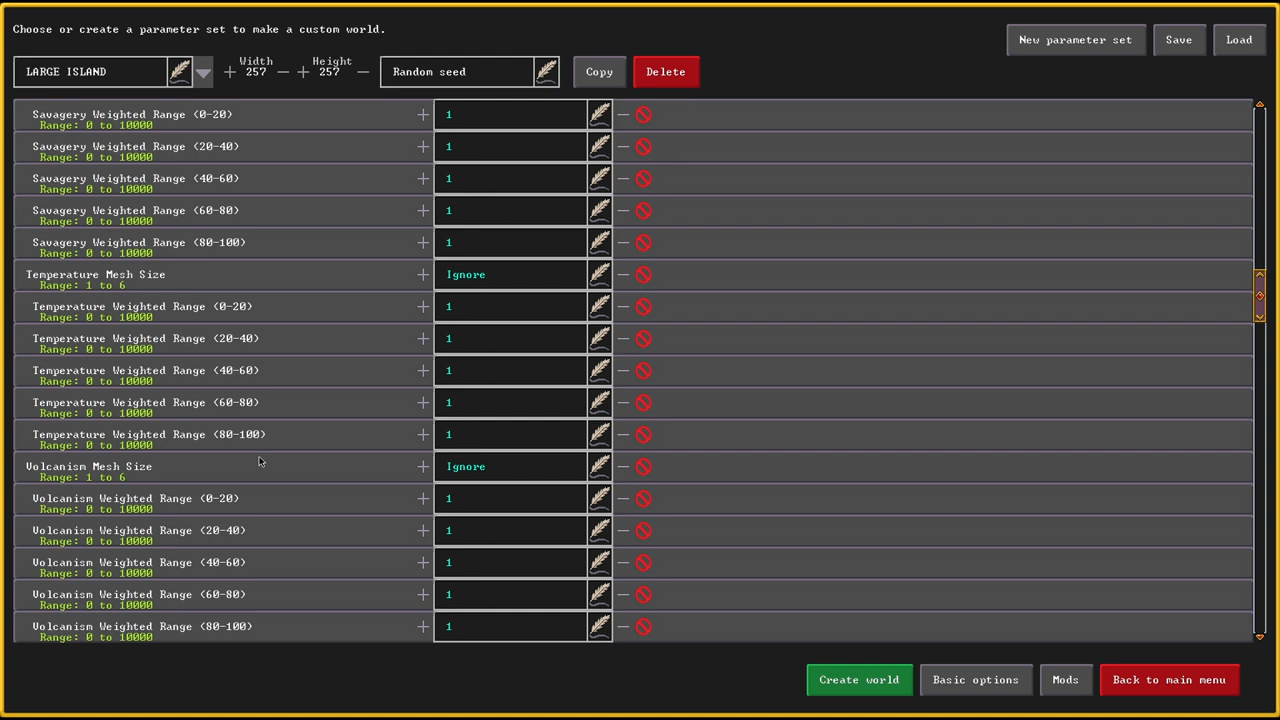 Choose or create a parameter set to make a custom world.
New parameter set
Save
Load
LARGE ISLAND
Width
257
Height
257
Random seed
Copy
Delete
Savagery Weighted Range (0-20)
Range: 0 to 10000
1
Savagery Weighted Range (20-40)
Range: 0 to 10000
1
Savagery Weighted Range (40-60)
Range: 0 to 10000
1
Savagery Weighted Range (60-80)
Range: 0 to 10000
1
Savagery Weighted Range (80-100)
Range: 0 to 10000
1
Temperature Mesh Size
Range: 1 to 6
Ignore
Temperature Weighted Range (0-20)
Range: 0 to 10000
1
Temperature Weighted Range (20-40)
Range: 0 to 10000
1
Temperature Weighted Range (40-60)
Range: 0 to 10000
1
Temperature Weighted Range (60-80)
Range: 0 to 10000
1
Temperature Weighted Range (80-100)
Range: 0 to 10000
1
Volcanism Mesh Size
Range: 1 to 6
Ignore
Volcanism Weighted Range (0-20)
Range: 0 to 10000
1
Volcanism Weighted Range (20-40)
Range: 0 to 10000
1
Volcanism Weighted Range (40-60)
Range: 0 to 10000
1
Volcanism Weighted Range (60-80)
Range: 0 to 10000
1
Volcanism Weighted Range (80-100)
Range: 0 to 10000
1
Create world
Basic options
Mods
Back to main menu